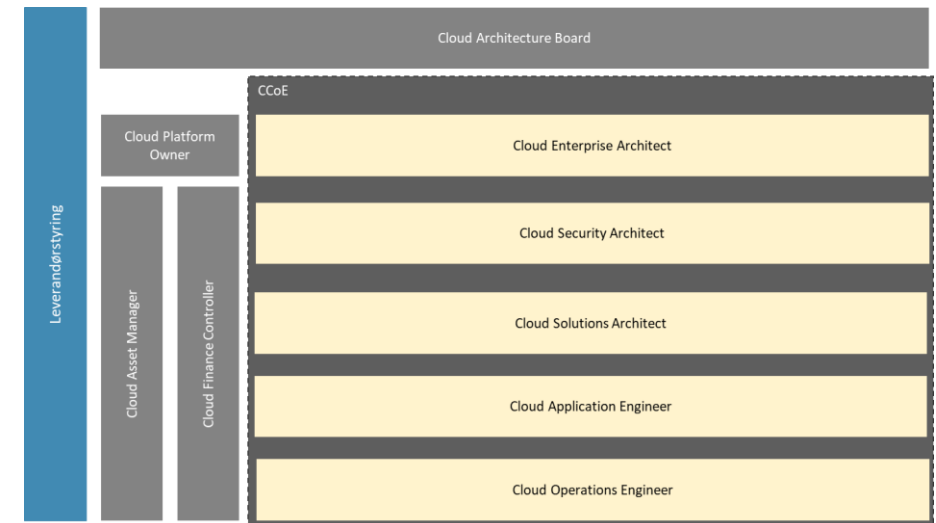 Leverandørstyring
Cloud Architecture Board
CCoE
Cloud Platform
Owner
Cloud Asset Manager
Cloud Finance Controller
Cloud Enterprise Architect
Cloud Security Architect
Cloud Solutions Architect
Cloud Application Engineer
Cloud Operations Engineer